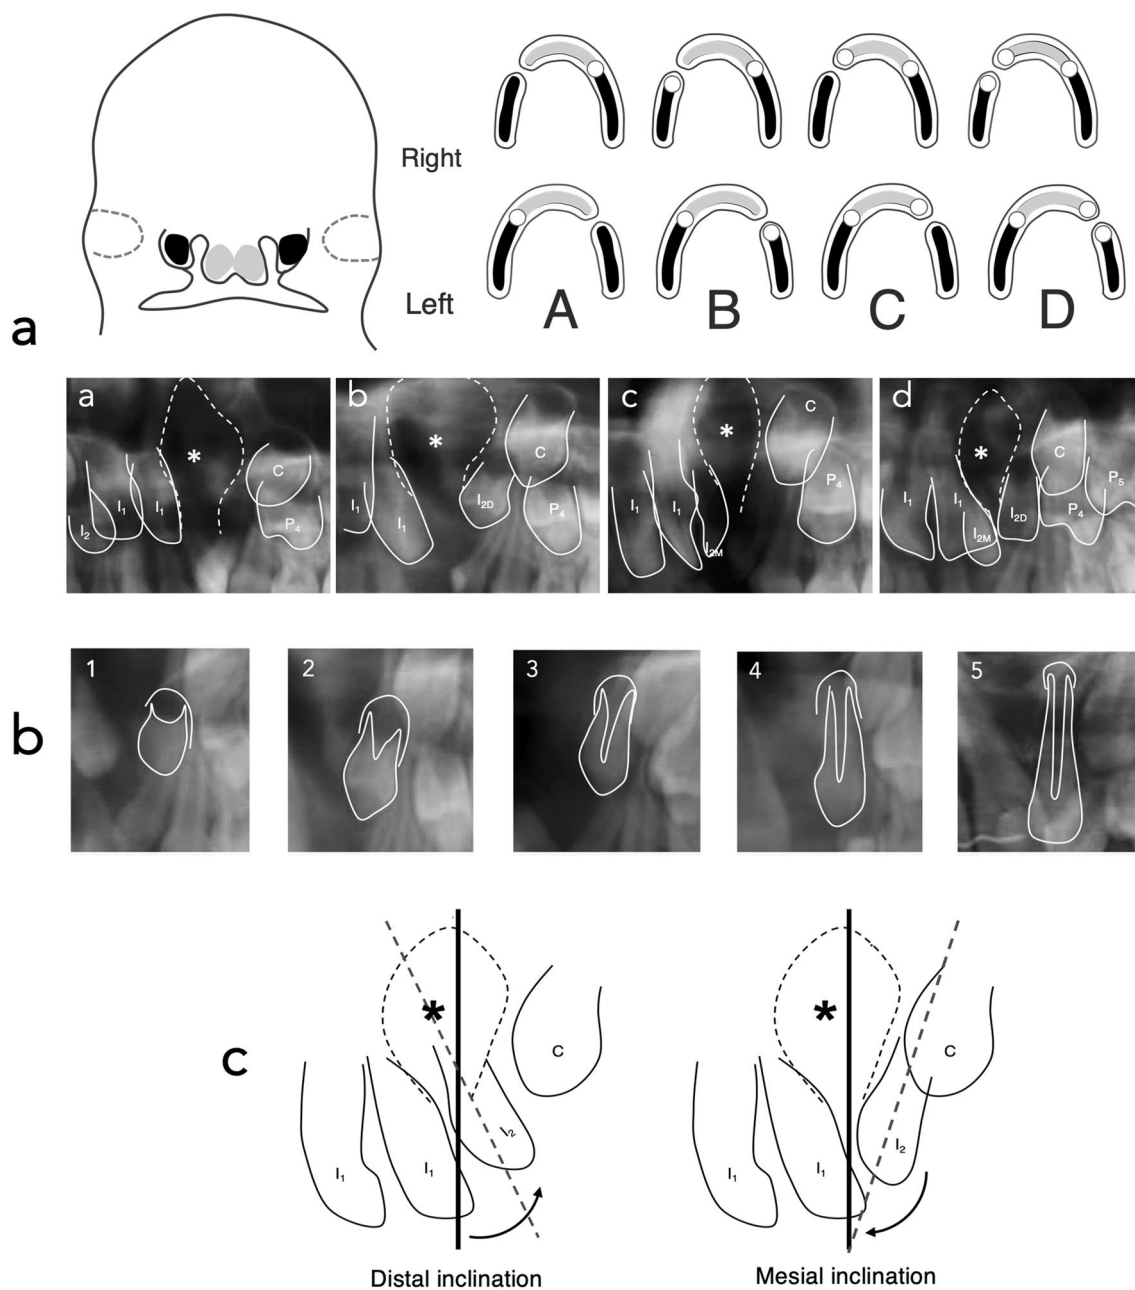 Right
Left
A B C D
a
a b c d
* * * *
I2 I1 I1 C P4
I1 I1 I2D C P4
I1 I1 I2M C P4
I1 I1 I2M I2D C P4 P5
1 2 3 4 5
b
c
* *
C C
I1 I1 I2 I1 I1 I2
Distal inclination Mesial inclination